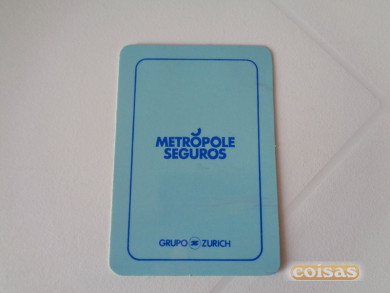 METRÓPOLE
SEGUROS
GRUPO ZURICH
coisas